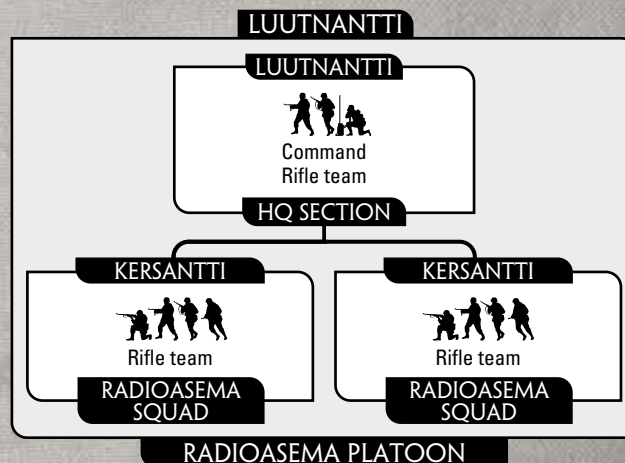 LUUTNANTTI
LUUTNANTTI
Command
Rifle team
HQ SECTION
KERSANTTI
Rifle team
RADIOASEMA
SQUAD
KERSANTTI
Rifle team
RADIOASEMA
SQUAD
RADIOASEMA PLATOON